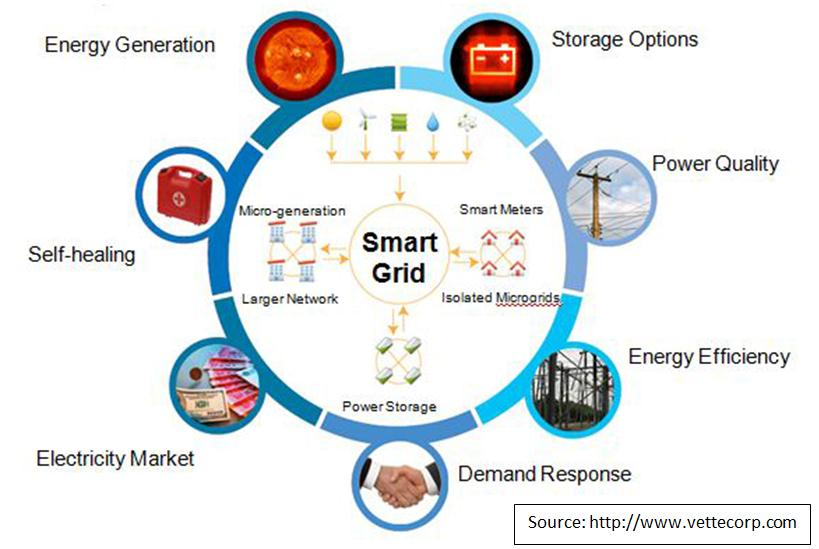 Energy Generation
Storage Options
Power Quality
Self-healing
Micro-generation
Smart Meters
Smart
Grid
Larger Network
Isolated Microgrids
Power Storage
Energy Efficiency
Electricity Market
Demand Response
Source: http://www.vettecorp.com